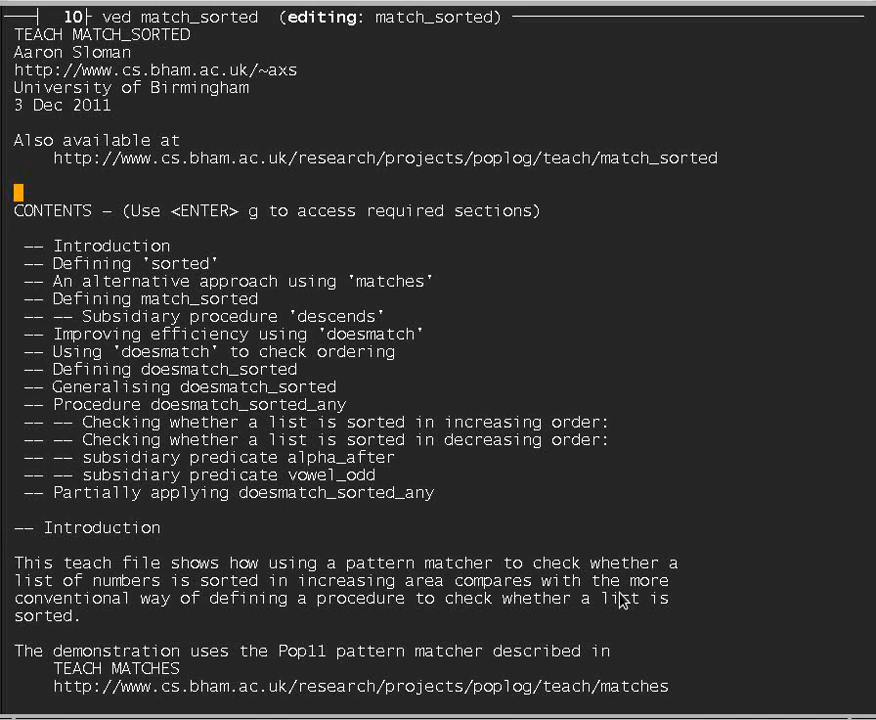 10 ved match_sorted (editing: match_sorted)
TEACH MATCH_SORTED
Aaron Sloman
http://www.cs.bham.ac.uk/~axs
University of Birmingham
3 Dec 2011
Also available at
http://www.cs.bham.ac.uk/research/projects/poplog/teach/match_sorted
CONTENTS - (Use <ENTER> g to access required sections)
-- Introduction
-- Defining 'sorted'
-- An alternative approach using 'matches'
-- Defining match_sorted
-- -- Subsidiary procedure 'descends'
-- Improving efficiency using 'doesmatch'
-- Using 'doesmatch' to check ordering
-- Defining doesmatch_sorted
-- Generalising doesmatch_sorted
-- Procedure doesmatch_sorted_any
-- -- Checking whether a list is sorted in increasing order:
-- -- Checking whether a list is sorted in decreasing order:
-- -- subsidiary predicate alpha_after
-- -- subsidiary predicate vowel_odd
-- Partially applying doesmatch_sorted_any
-- Introduction
This teach file shows how using a pattern matcher to check whether a
list of numbers is sorted in increasing area compares with the more
conventional way of defining a procedure to check whether a list is
sorted.
The demonstration uses the Pop11 pattern matcher described in
TEACH MATCHES
http://www.cs.bham.ac.uk/research/projects/poplog/teach/matches